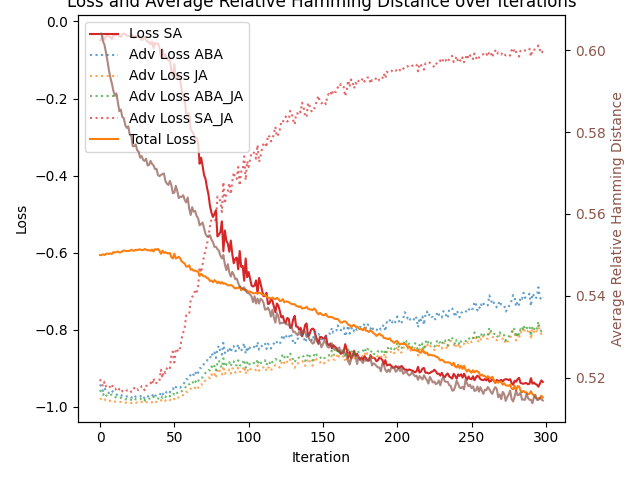 Loss and Average Relative Hamming Distance over Iterations
Loss SA
Adv Loss ABA
Adv Loss JA
Adv Loss ABA_JA
Adv Loss SA_JA
Total Loss
0.0
−0.2
−0.4
−0.6
−0.8
−1.0
Loss
0
50
100
150
200
250
300
Iteration
0.60
0.58
0.56
0.54
0.52
Average Relative Hamming Distance